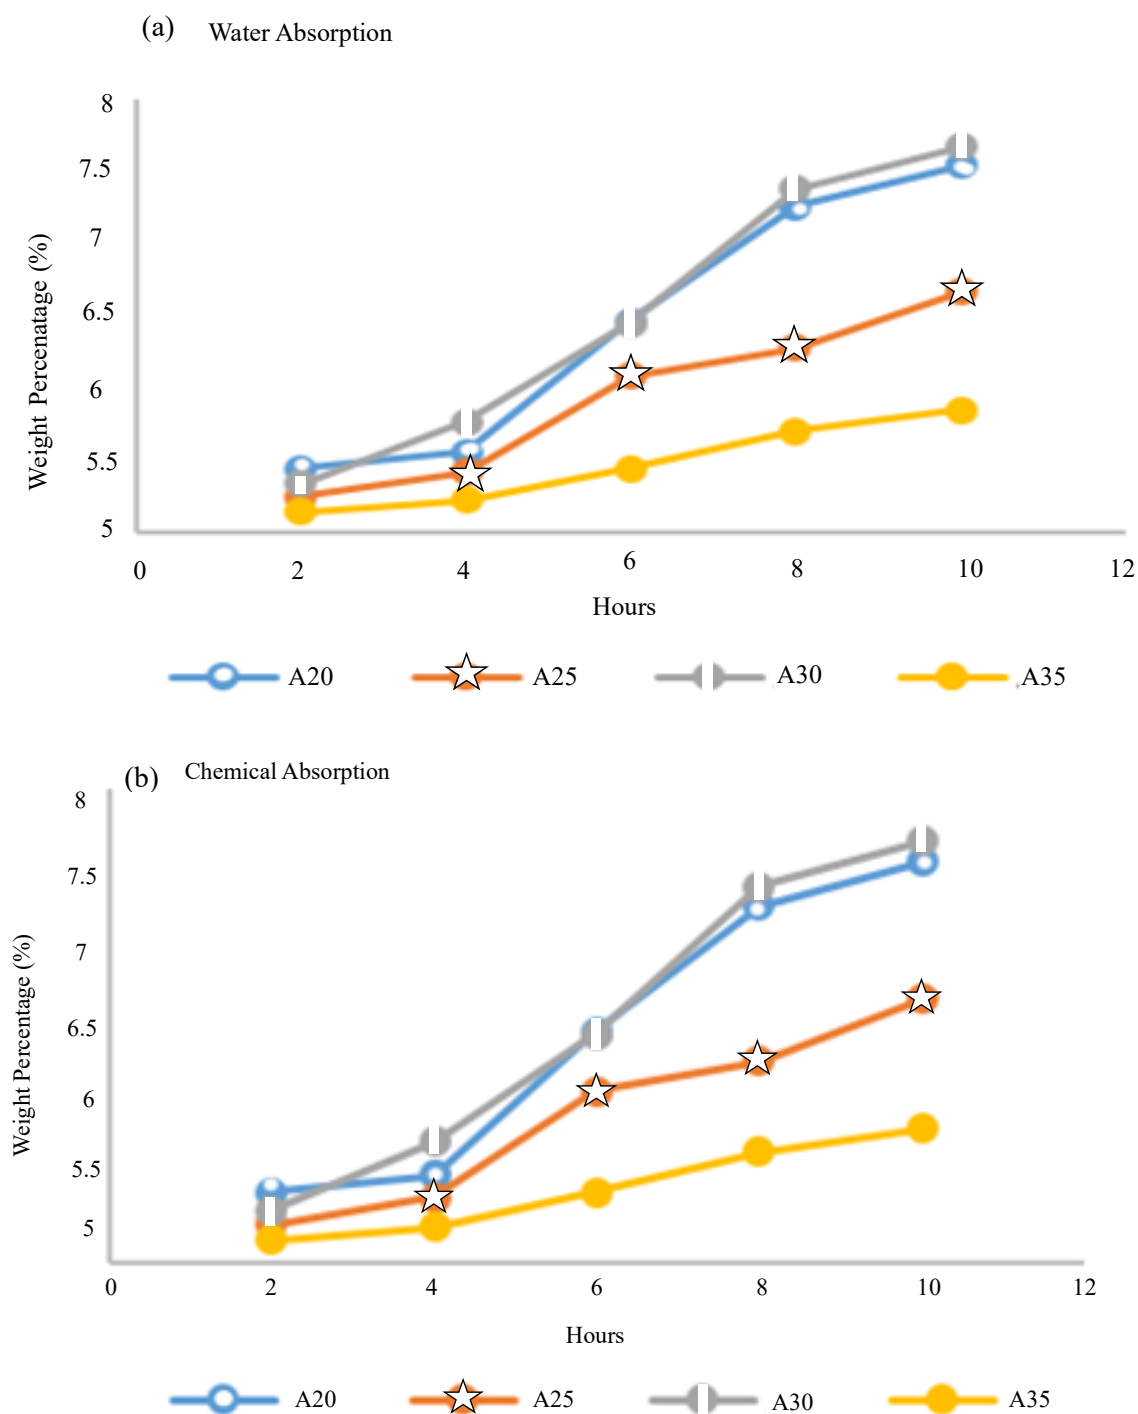 (a) Water Absorption
8
7.5
7
6.5
6
5.5
5
Weight Percenatage (%)
0 2 4 6 8 10 12
Hours
A20 A25 A30 A35
(b) Chemical Absorption
8
7.5
7
6.5
6
5.5
5
Weight Percentage (%)
0 2 4 6 8 10 12
Hours
A20 A25 A30 A35